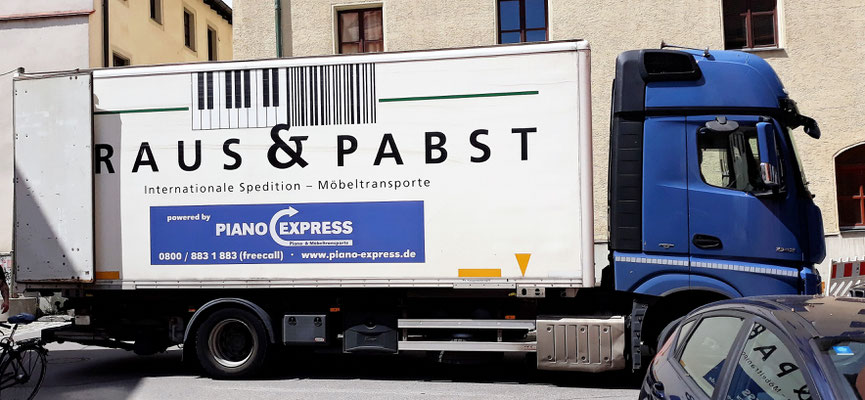 RAUS & PABST
Internationale Spedition – Möbeltransporte
powered by PIANO EXPRESS
Piano- & Möbeltransporte
0800 / 883 1 883 (freecall) · www.piano-express.de